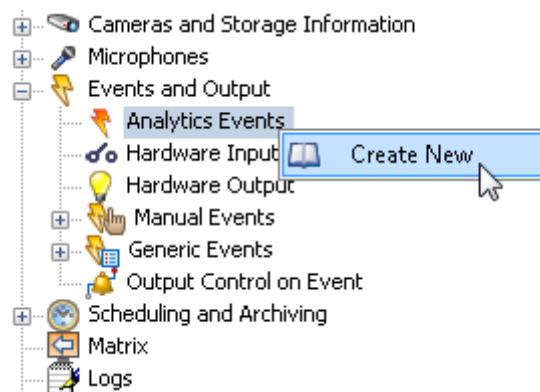 Cameras and Storage Information
Microphones
Events and Output
Analytics Events
Create New
Hardware Input
Hardware Output
Manual Events
Generic Events
Output Control on Event
Scheduling and Archiving
Matrix
Logs